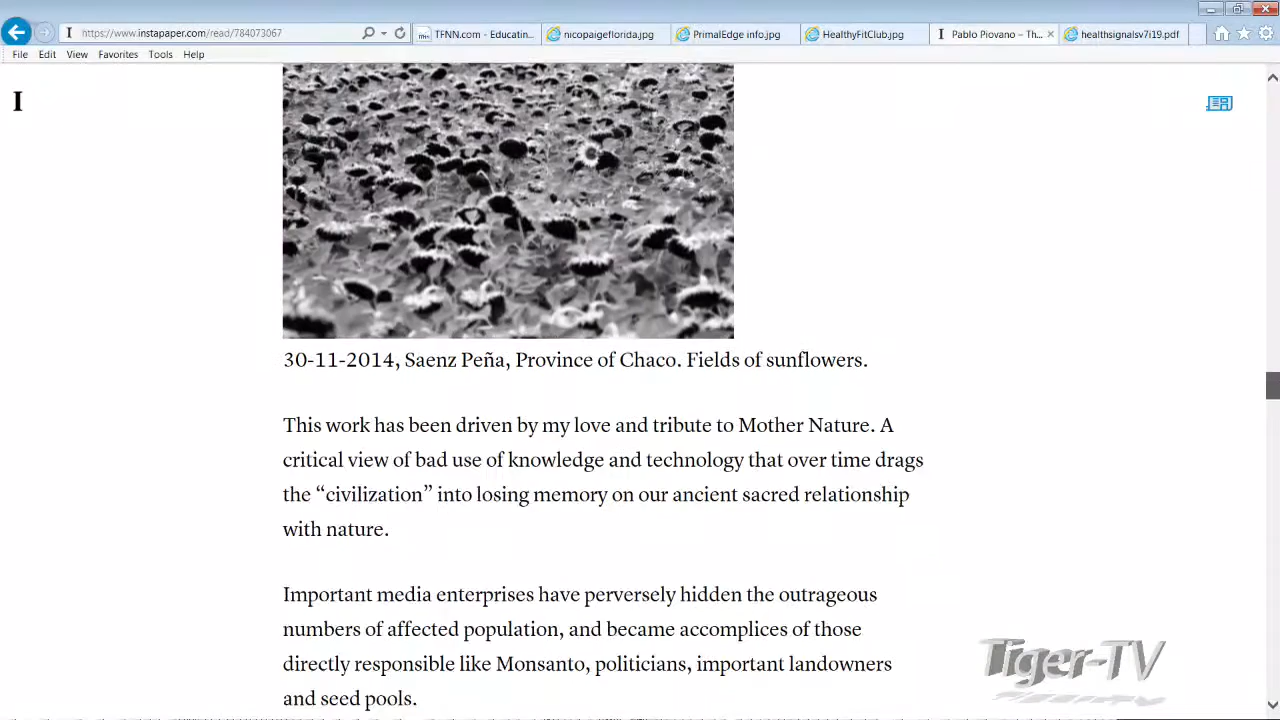 https://www.instapaper.com/read/784073067
TFNN.com - Educatin...
nicopaigeflorida.jpg
PrimalEdge info.jpg
HealthyFitClub.jpg
I Pablo Piovano – Th...
healthsignalsv7i19.pdf
File Edit View Favorites Tools Help
I
30-11-2014, Saenz Peña, Province of Chaco. Fields of sunflowers.
This work has been driven by my love and tribute to Mother Nature. A
critical view of bad use of knowledge and technology that over time drags
the “civilization” into losing memory on our ancient sacred relationship
with nature.
Important media enterprises have perversely hidden the outrageous
numbers of affected population, and became accomplices of those
directly responsible like Monsanto, politicians, important landowners
and seed pools.
Tiger-TV